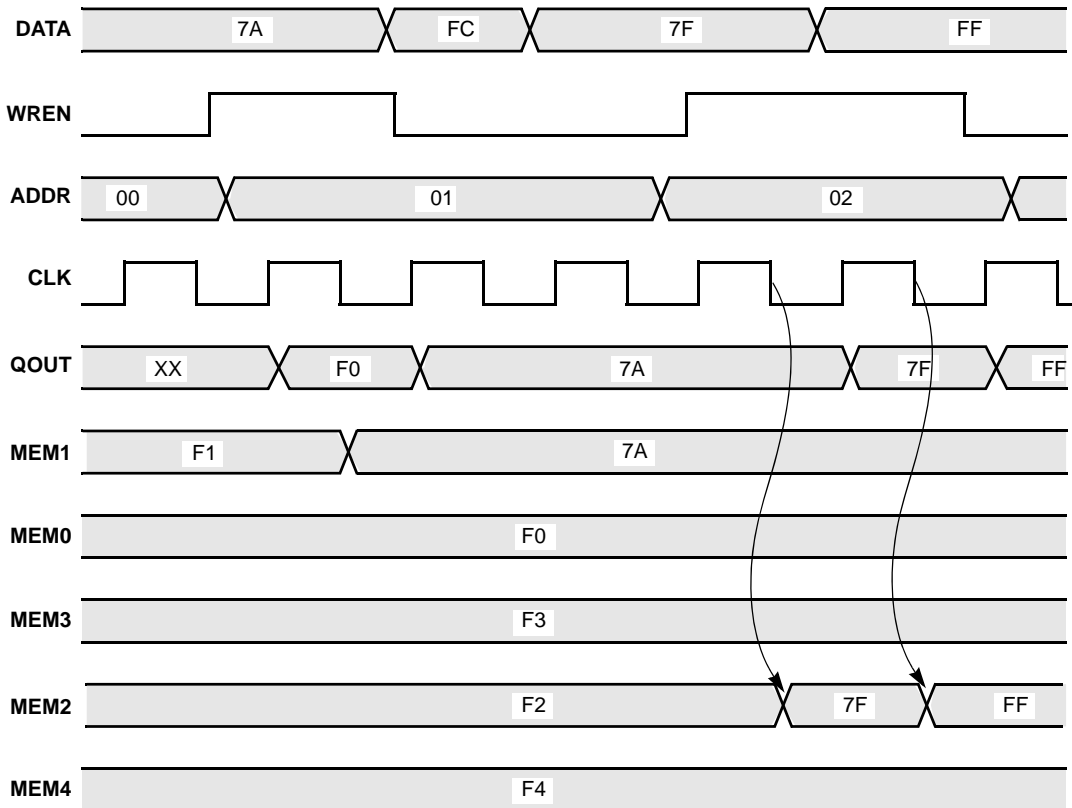 DATA 7A FC 7F FF
WREN
ADDR 00 01 02
CLK
QOUT XX F0 7A 7F FF
MEM1 F1 7A
MEM0 F0
MEM3 F3
MEM2 F2 7F FF
MEM4 F4